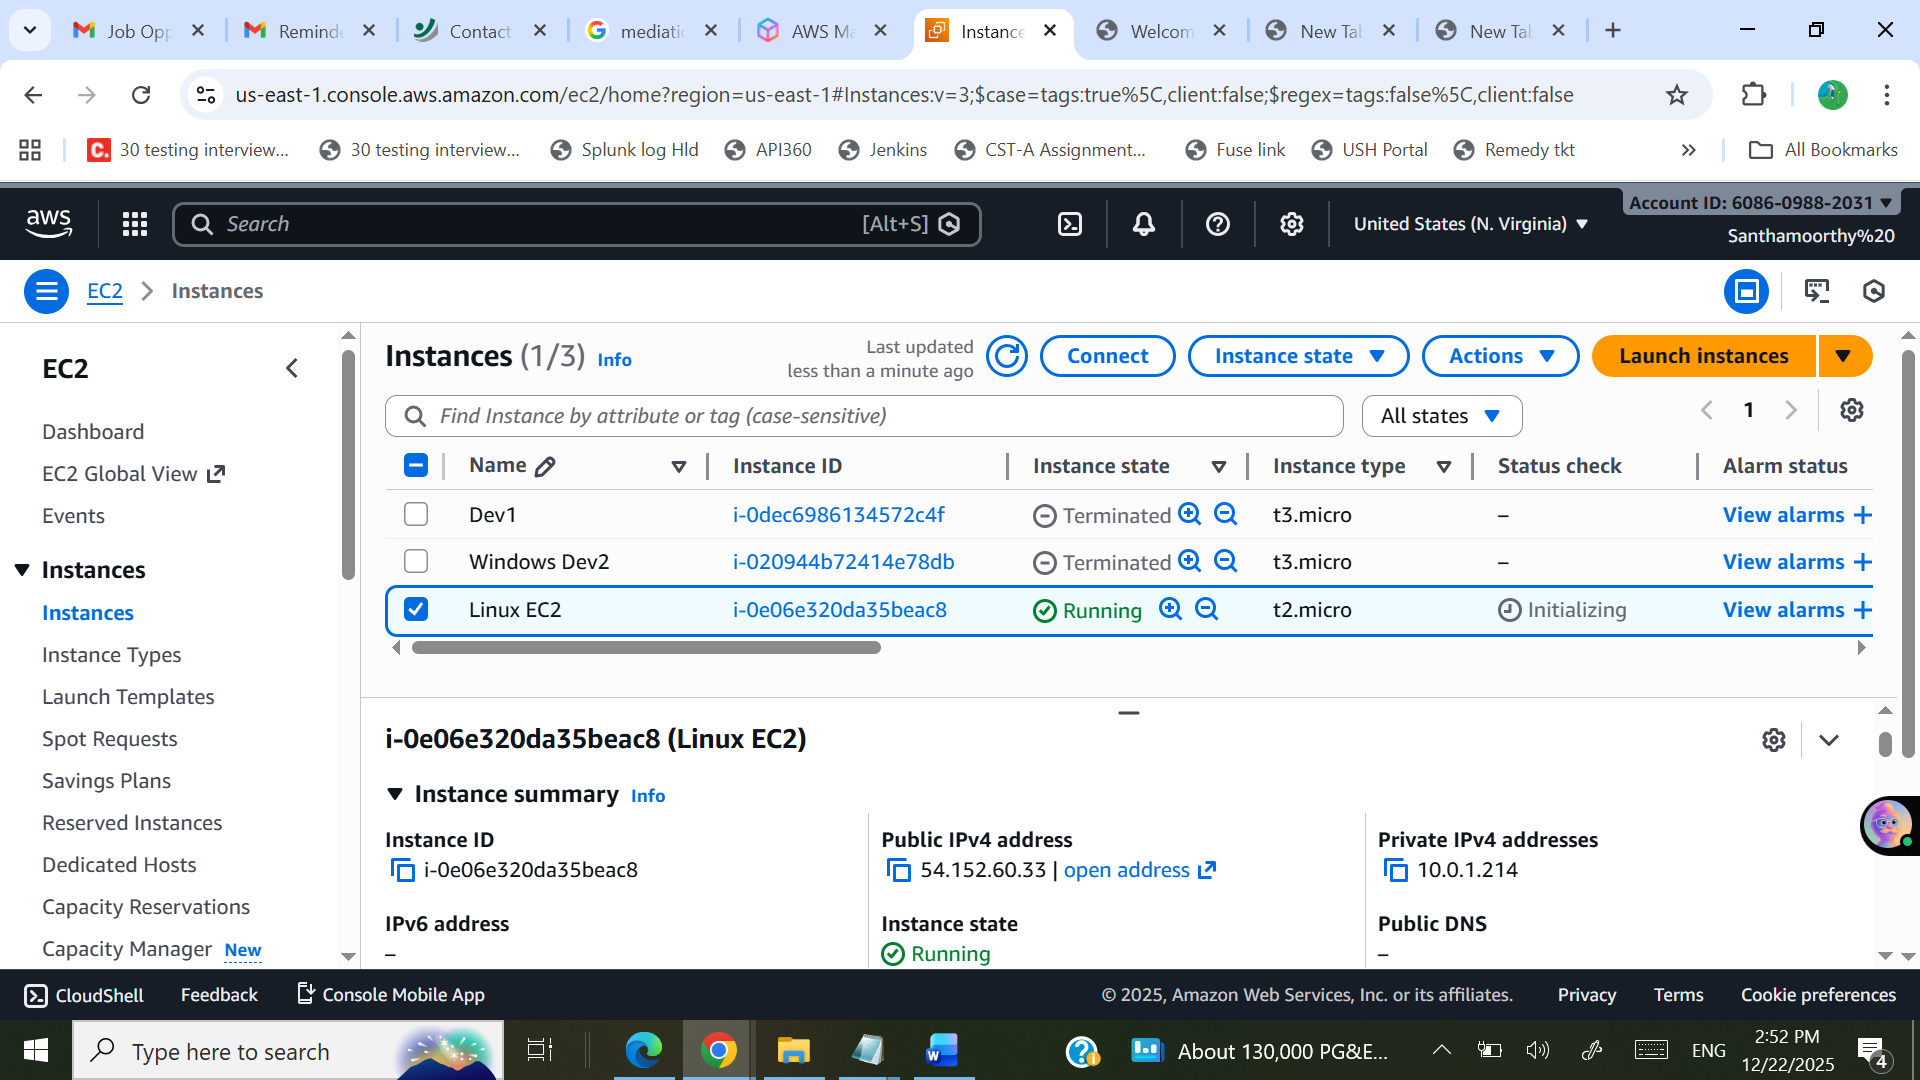 Job Opp
Remind
Contact
mediati
AWS Ma
Instance
Welcom
New Tab
New Tab
us-east-1.console.aws.amazon.com/ec2/home?region=us-east-1#Instances:v=3;$case=tags:true%5C,client:false;$regex=tags:false%5C,client:false
C. 30 testing interview...
30 testing interview...
Splunk log Hld
API360
Jenkins
CST-A Assignment...
Fuse link
USH Portal
Remedy tkt
»
All Bookmarks
aws
Search [Alt+S]
United States (N. Virginia)
Account ID: 6086-0988-2031
Santhamoorthy%20
EC2 > Instances
EC2
Dashboard
EC2 Global View
Events
Instances
Instances
Instance Types
Launch Templates
Spot Requests
Savings Plans
Reserved Instances
Dedicated Hosts
Capacity Reservations
Capacity Manager New
Instances (1/3) Info
Last updated
less than a minute ago
Connect
Instance state
Actions
Launch instances
Find Instance by attribute or tag (case-sensitive)
All states
1
Name Instance ID Instance state Instance type Status check Alarm status
Dev1 i-0dec6986134572c4f Terminated t3.micro – View alarms +
Windows Dev2 i-020944b72414e78db Terminated t3.micro – View alarms +
Linux EC2 i-0e06e320da35beac8 Running t2.micro Initializing View alarms +
i-0e06e320da35beac8 (Linux EC2)
Instance summary Info
Instance ID
i-0e06e320da35beac8
Public IPv4 address
54.152.60.33 | open address
Private IPv4 addresses
10.0.1.214
IPv6 address
–
Instance state
Running
Public DNS
–
CloudShell Feedback Console Mobile App
© 2025, Amazon Web Services, Inc. or its affiliates. Privacy Terms Cookie preferences
Type here to search
About 130,000 PG&E...
ENG
2:52 PM
12/22/2025
4